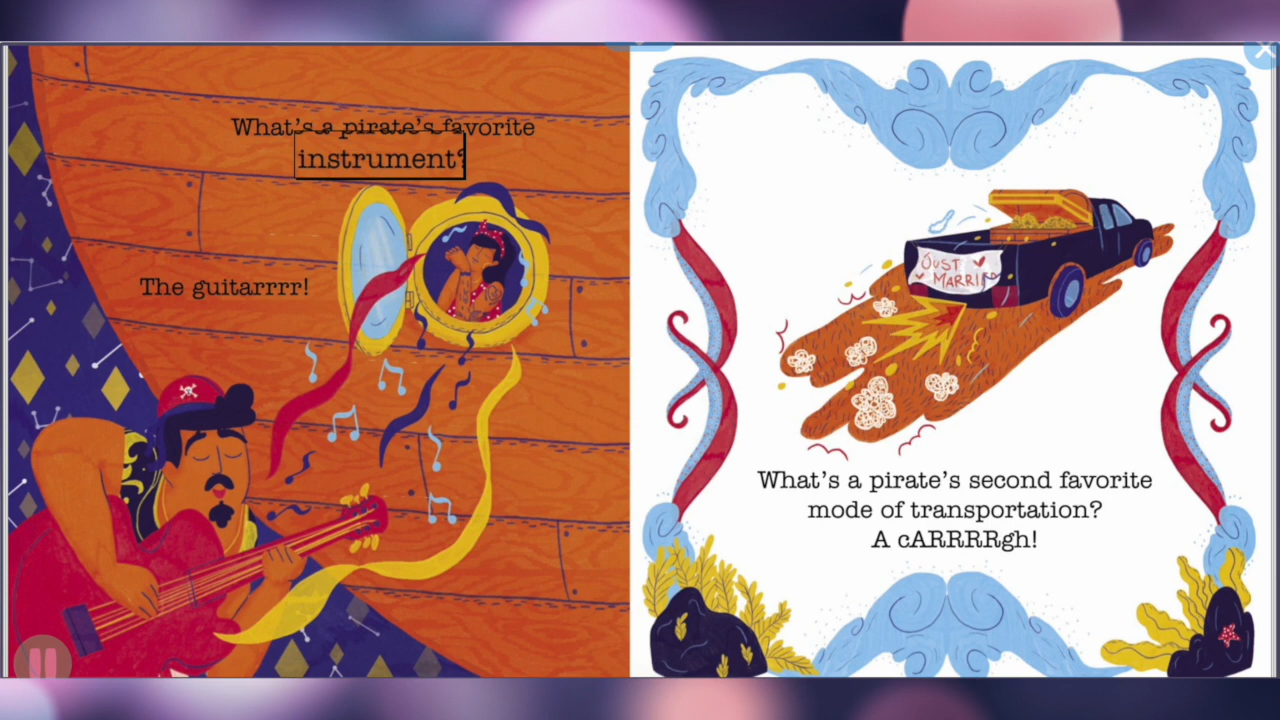 What's a pirate's favorite
instrument?
The guitarrrr!
JUST
MARRI
What's a pirate's second favorite
mode of transportation?
A cARRRRgh!